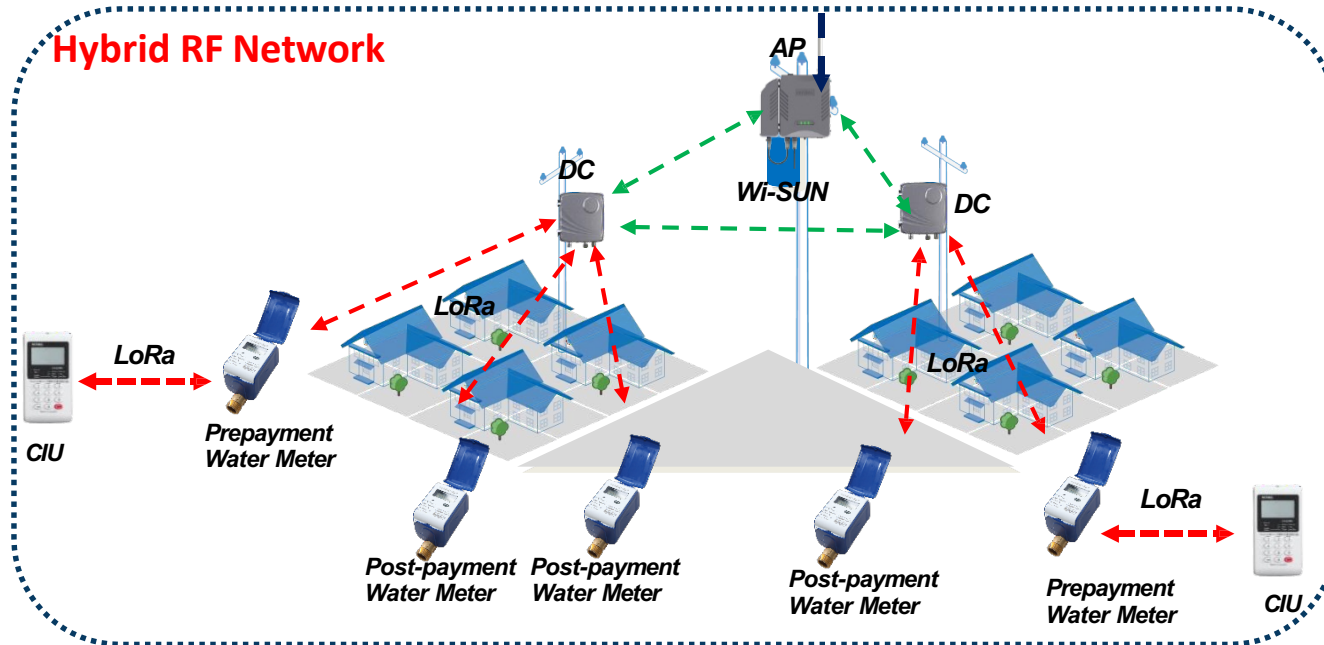 Hybrid RF Network
AP
DC
Wi-SUN
DC
LoRa
LoRa
LoRa
CIU
Prepayment
Water Meter
LoRa
Post-payment
Water Meter
Post-payment
Water Meter
Post-payment
Water Meter
Prepayment
Water Meter
CIU